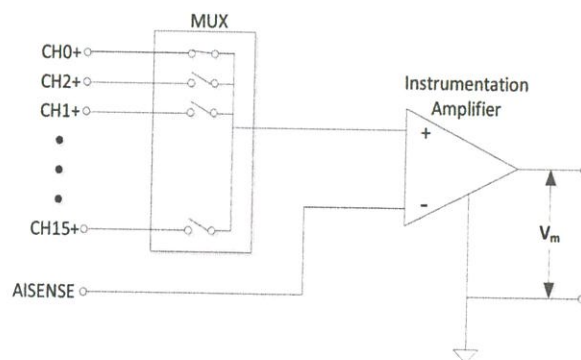 MUX
CH0+
CH2+
CH1+
CH15+
AISENSE
Instrumentation
Amplifier
+
-
Vm